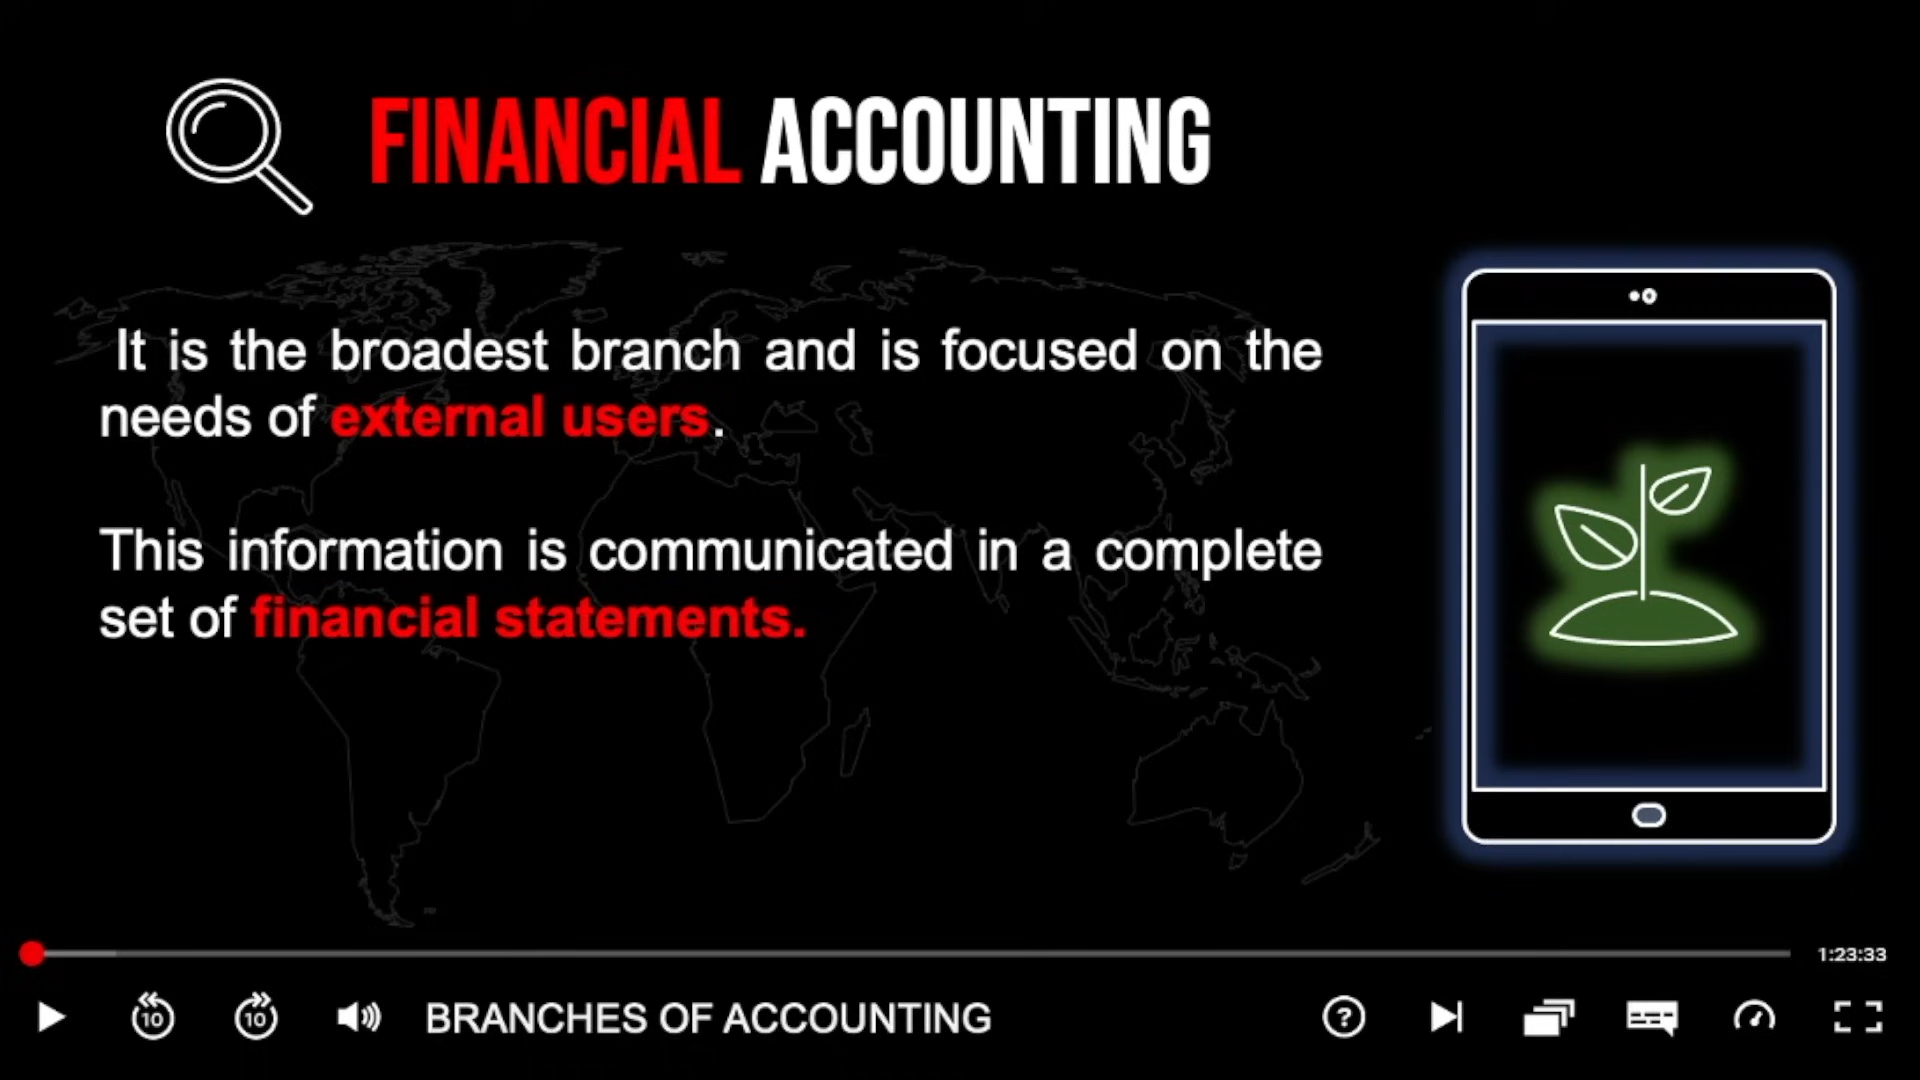 FINANCIAL ACCOUNTING
It is the broadest branch and is focused on the
needs of external users.
This information is communicated in a complete
set of financial statements.
1:23:33
10
10
BRANCHES OF ACCOUNTING
?